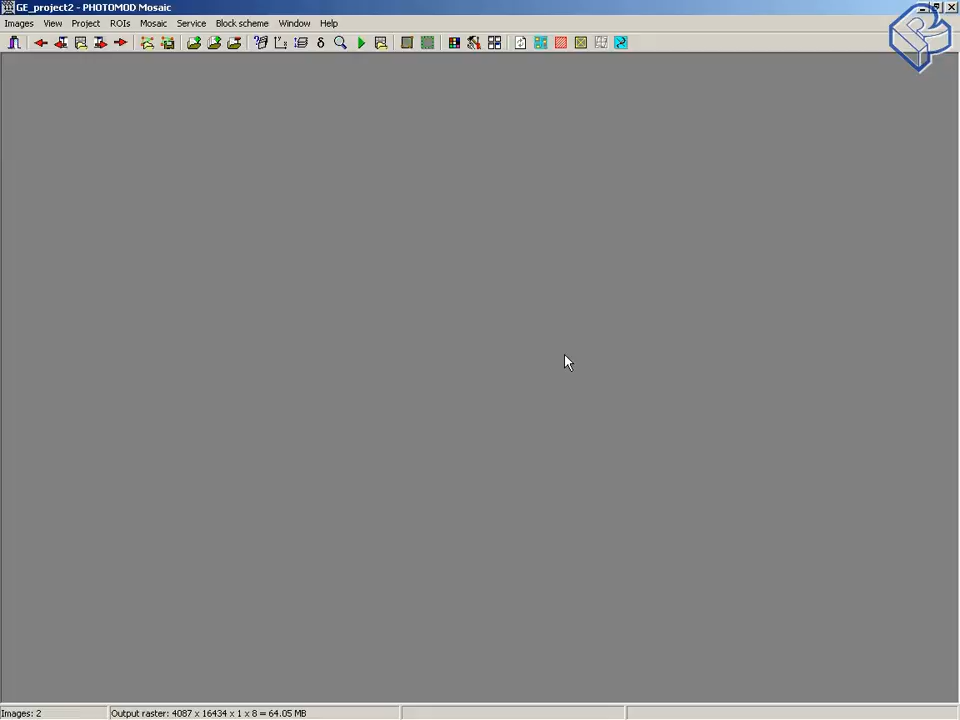 GE_project2 - PHOTOMOD Mosaic
Images View Project ROIs Mosaic Service Block scheme Window Help
Images: 2 Output raster: 4087 x 16434 x 1 x 8 = 64.05 MB